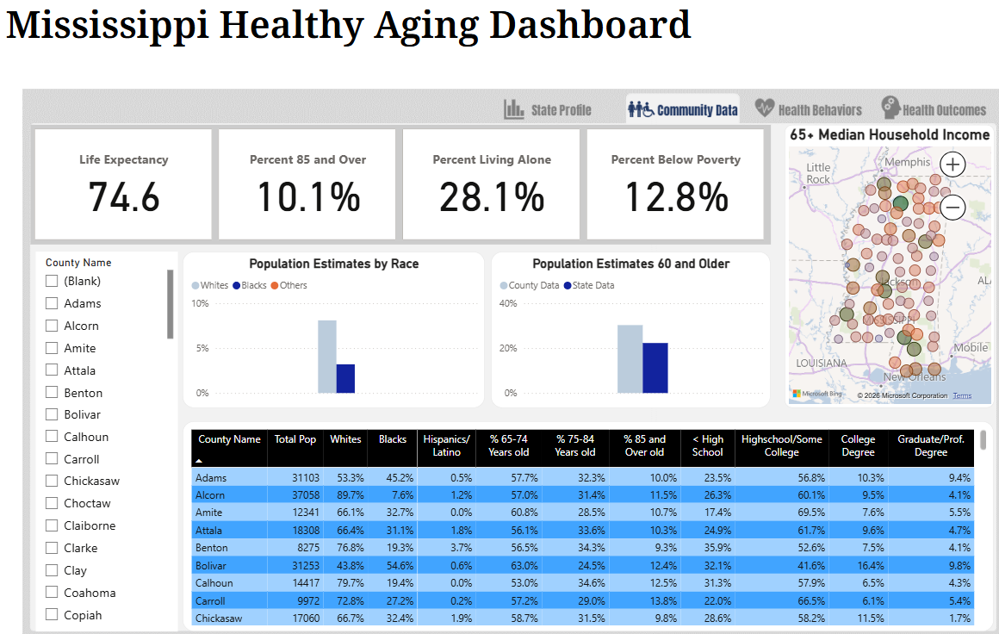 Mississippi Healthy Aging Dashboard
State Profile
Community Data
Health Behaviors
Health Outcomes
Life Expectancy
74.6
Percent 85 and Over
10.1%
Percent Living Alone
28.1%
Percent Below Poverty
12.8%
65+ Median Household Income
Little
Rock
Memphis
Jackson
MISSISSIPPI
AL
LOUISIANA
Mobile
New Orleans
Microsoft Bing
© 2026 Microsoft Corporation Terms
County Name
(Blank)
Adams
Alcorn
Amite
Attala
Benton
Bolivar
Calhoun
Carroll
Chickasaw
Choctaw
Claiborne
Clarke
Clay
Coahoma
Copiah
Population Estimates by Race
Whites Blacks Others
10%
5%
0%
Population Estimates 60 and Older
County Data State Data
40%
20%
0%
County Name Total Pop Whites Blacks Hispanics/ Latino % 65-74 Years old % 75-84 Years old % 85 and Over old < High School Highschool/Some College College Degree Graduate/Prof. Degree
Adams 31103 53.3% 45.2% 0.5% 57.7% 32.3% 10.0% 23.5% 56.8% 10.3% 9.4%
Alcorn 37058 89.7% 7.6% 1.2% 57.0% 31.4% 11.5% 26.3% 60.1% 9.5% 4.1%
Amite 12341 66.1% 32.7% 0.0% 60.8% 28.5% 10.7% 17.4% 69.5% 7.6% 5.5%
Attala 18308 66.4% 31.1% 1.8% 56.1% 33.6% 10.3% 24.9% 61.7% 9.6% 4.7%
Benton 8275 76.8% 19.3% 3.7% 56.5% 34.3% 9.3% 35.9% 52.6% 7.5% 4.1%
Bolivar 31253 43.8% 54.6% 0.6% 63.0% 24.5% 12.4% 32.1% 41.6% 16.4% 9.8%
Calhoun 14417 79.7% 19.4% 0.0% 53.0% 34.6% 12.5% 31.3% 57.9% 6.5% 4.3%
Carroll 9972 72.8% 27.2% 0.2% 57.2% 29.0% 13.8% 22.0% 66.5% 6.1% 5.4%
Chickasaw 17060 66.7% 32.4% 1.9% 58.7% 31.5% 9.8% 28.6% 58.2% 11.5% 1.7%